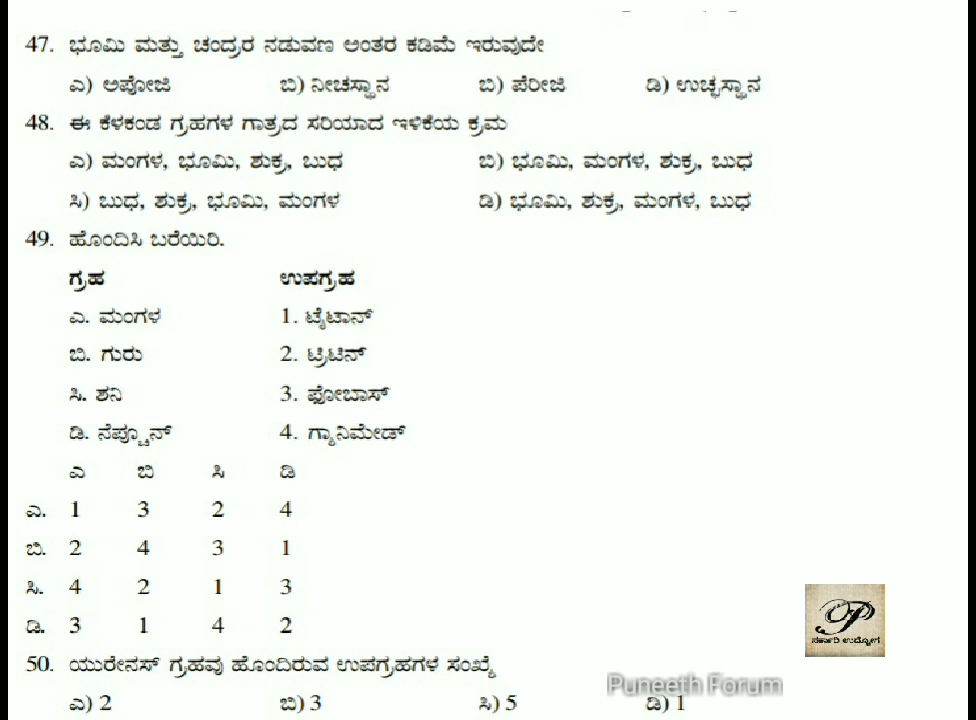 47. ಭೂಮಿ ಮತ್ತು ಚಂದ್ರರ ನಡುವಣ ಅಂತರ ಕಡಿಮೆ ಇರುವುದೇ
ಎ) ಅಪೋಜಿ ಬಿ) ನೀಚಸ್ಥಾನ ಬಿ) ಪೆರೀಜಿ ಡಿ) ಉಚ್ಛಸ್ಥಾನ
48. ಈ ಕೆಳಕಂಡ ಗ್ರಹಗಳ ಗಾತ್ರದ ಸರಿಯಾದ ಇಳಿಕೆಯ ಕ್ರಮ
ಎ) ಮಂಗಳ, ಭೂಮಿ, ಶುಕ್ರ, ಬುಧ ಬಿ) ಭೂಮಿ, ಮಂಗಳ, ಶುಕ್ರ, ಬುಧ
ಸಿ) ಬುಧ, ಶುಕ್ರ, ಭೂಮಿ, ಮಂಗಳ ಡಿ) ಭೂಮಿ, ಶುಕ್ರ, ಮಂಗಳ, ಬುಧ
49. ಹೊಂದಿಸಿ ಬರೆಯಿರಿ.
ಗ್ರಹ ಉಪಗ್ರಹ
ಎ. ಮಂಗಳ 1. ಟೈಟಾನ್
ಬಿ. ಗುರು 2. ಟ್ರಿಟಿನ್
ಸಿ. ಶನಿ 3. ಫೋಬಾಸ್
ಡಿ. ನೆಪ್ಚೂನ್ 4. ಗ್ಯಾನಿಮೇಡ್
ಎ ಬಿ ಸಿ ಡಿ
ಎ. 1 3 2 4
ಬಿ. 2 4 3 1
ಸಿ. 4 2 1 3
ಡಿ. 3 1 4 2
50. ಯುರೇನಸ್ ಗ್ರಹವು ಹೊಂದಿರುವ ಉಪಗ್ರಹಗಳ ಸಂಖ್ಯೆ
ಎ) 2 ಬಿ) 3 ಸಿ) 5 ಡಿ) 1
P
ಸರ್ಕಾರಿ ಉದ್ಯೋಗ
Puneeth Forum